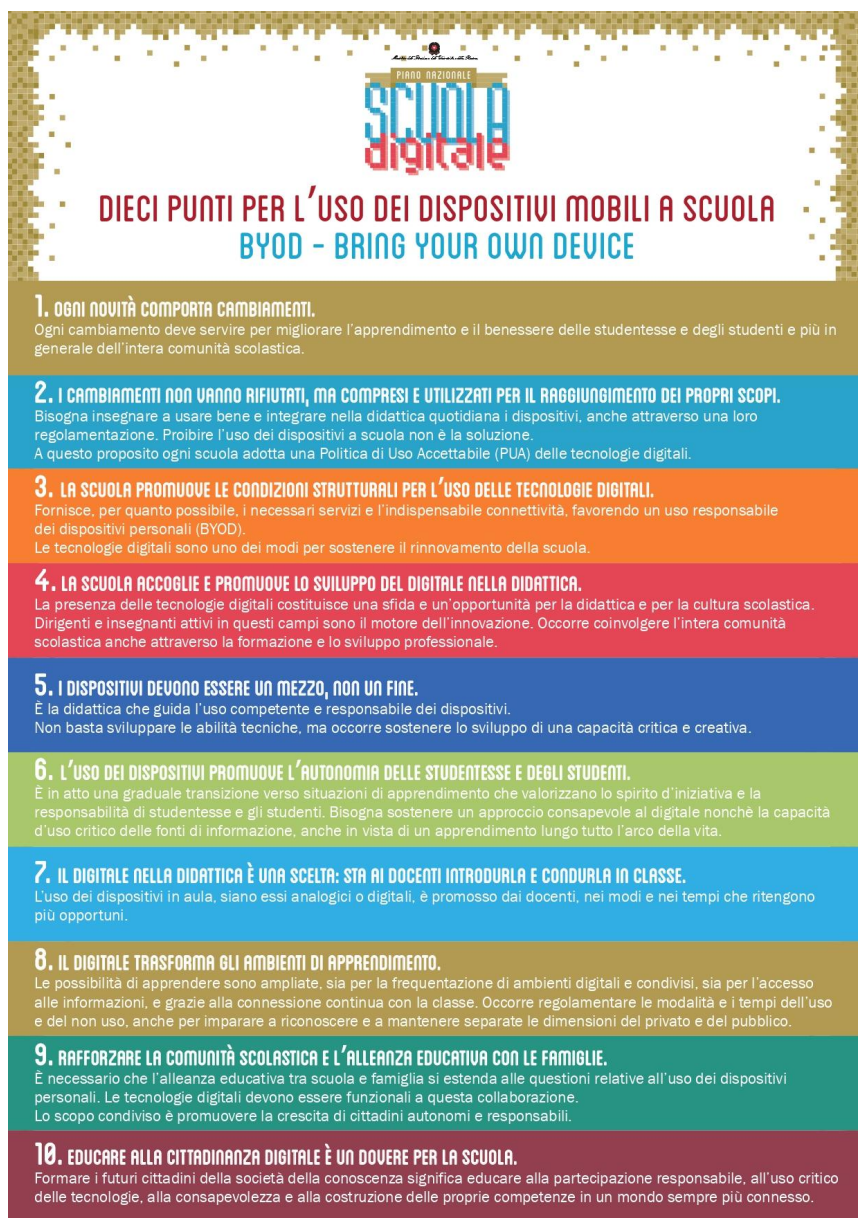 PIANO NAZIONALE
SCUOLA
digitale
DIECI PUNTI PER L'USO DEI DISPOSITIVI MOBILI A SCUOLA
BYOD - BRING YOUR OWN DEVICE
1. OGNI NOVITÀ COMPORTA CAMBIAMENTI.
Ogni cambiamento deve servire per migliorare l'apprendimento e il benessere delle studentesse e degli studenti e più in
generale dell'intera comunità scolastica.
2. I CAMBIAMENTI NON VANNO RIFIUTATI, MA COMPRESI E UTILIZZATI PER IL RAGGIUNGIMENTO DEI PROPRI SCOPI.
Bisogna insegnare a usare bene e integrare nella didattica quotidiana i dispositivi, anche attraverso una loro
regolamentazione. Proibire l'uso dei dispositivi a scuola non è la soluzione.
A questo proposito ogni scuola adotta una Politica di Uso Accettabile (PUA) delle tecnologie digitali.
3. LA SCUOLA PROMUOVE LE CONDIZIONI STRUTTURALI PER L'USO DELLE TECNOLOGIE DIGITALI.
Fornisce, per quanto possibile, i necessari servizi e l'indispensabile connettività, favorendo un uso responsabile
dei dispositivi personali (BYOD).
Le tecnologie digitali sono uno dei modi per sostenere il rinnovamento della scuola.
4. LA SCUOLA ACCOGLIE E PROMUOVE LO SVILUPPO DEL DIGITALE NELLA DIDATTICA.
La presenza delle tecnologie digitali costituisce una sfida e un'opportunità per la didattica e per la cultura scolastica.
Dirigenti e insegnanti attivi in questi campi sono il motore dell'innovazione. Occorre coinvolgere l'intera comunità
scolastica anche attraverso la formazione e lo sviluppo professionale.
5. I DISPOSITIVI DEVONO ESSERE UN MEZZO, NON UN FINE.
È la didattica che guida l'uso competente e responsabile dei dispositivi.
Non basta sviluppare le abilità tecniche, ma occorre sostenere lo sviluppo di una capacità critica e creativa.
6. L'USO DEI DISPOSITIVI PROMUOVE L'AUTONOMIA DELLE STUDENTESSE E DEGLI STUDENTI.
È in atto una graduale transizione verso situazioni di apprendimento che valorizzano lo spirito d'iniziativa e la
responsabilità di studentesse e gli studenti. Bisogna sostenere un approccio consapevole al digitale nonchè la capacità
d'uso critico delle fonti di informazione, anche in vista di un apprendimento lungo tutto l'arco della vita.
7. IL DIGITALE NELLA DIDATTICA È UNA SCELTA: STA AI DOCENTI INTRODURLA E CONDURLA IN CLASSE.
L'uso dei dispositivi in aula, siano essi analogici o digitali, è promosso dai docenti, nei modi e nei tempi che ritengono
più opportuni.
8. IL DIGITALE TRASFORMA GLI AMBIENTI DI APPRENDIMENTO.
Le possibilità di apprendere sono ampliate, sia per la frequentazione di ambienti digitali e condivisi, sia per l'accesso
alle informazioni, e grazie alla connessione continua con la classe. Occorre regolamentare le modalità e i tempi dell'uso
e del non uso, anche per imparare a riconoscere e a mantenere separate le dimensioni del privato e del pubblico.
9. RAFFORZARE LA COMUNITÀ SCOLASTICA E L'ALLEANZA EDUCATIVA CON LE FAMIGLIE.
È necessario che l'alleanza educativa tra scuola e famiglia si estenda alle questioni relative all'uso dei dispositivi
personali. Le tecnologie digitali devono essere funzionali a questa collaborazione.
Lo scopo condiviso è promuovere la crescita di cittadini autonomi e responsabili.
10. EDUCARE ALLA CITTADINANZA DIGITALE È UN DOVERE PER LA SCUOLA.
Formare i futuri cittadini della società della conoscenza significa educare alla partecipazione responsabile, all'uso critico
delle tecnologie, alla consapevolezza e alla costruzione delle proprie competenze in un mondo sempre più connesso.